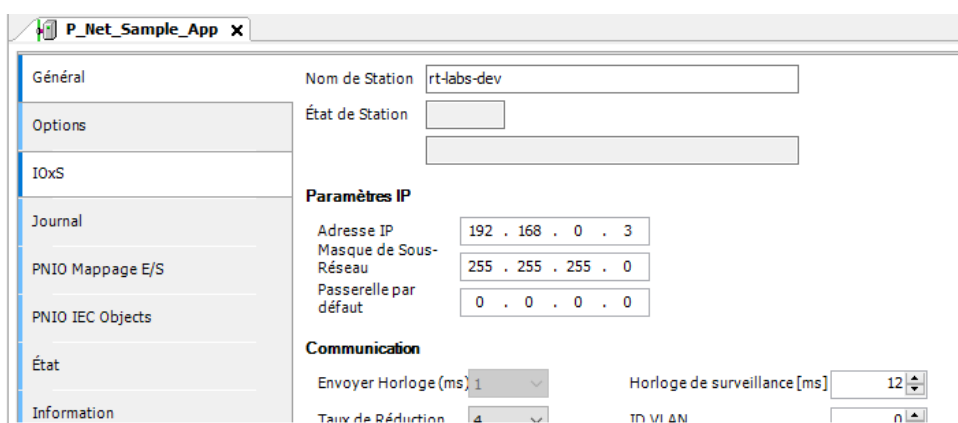 P_Net_Sample_App X
Général
Nom de Station rt-labs-dev
État de Station
Options
IOxS
Paramètres IP
Journal
Adresse IP 192 . 168 . 0 . 3
Masque de Sous-
Réseau 255 . 255 . 255 . 0
PNIO Mappage E/S
Passerelle par
défaut 0 . 0 . 0 . 0
PNIO IEC Objects
Communication
État
Envoyer Horloge (ms) 1 Horloge de surveillance [ms] 12
Information
Taux de Réduction 4 ID VLAN 0